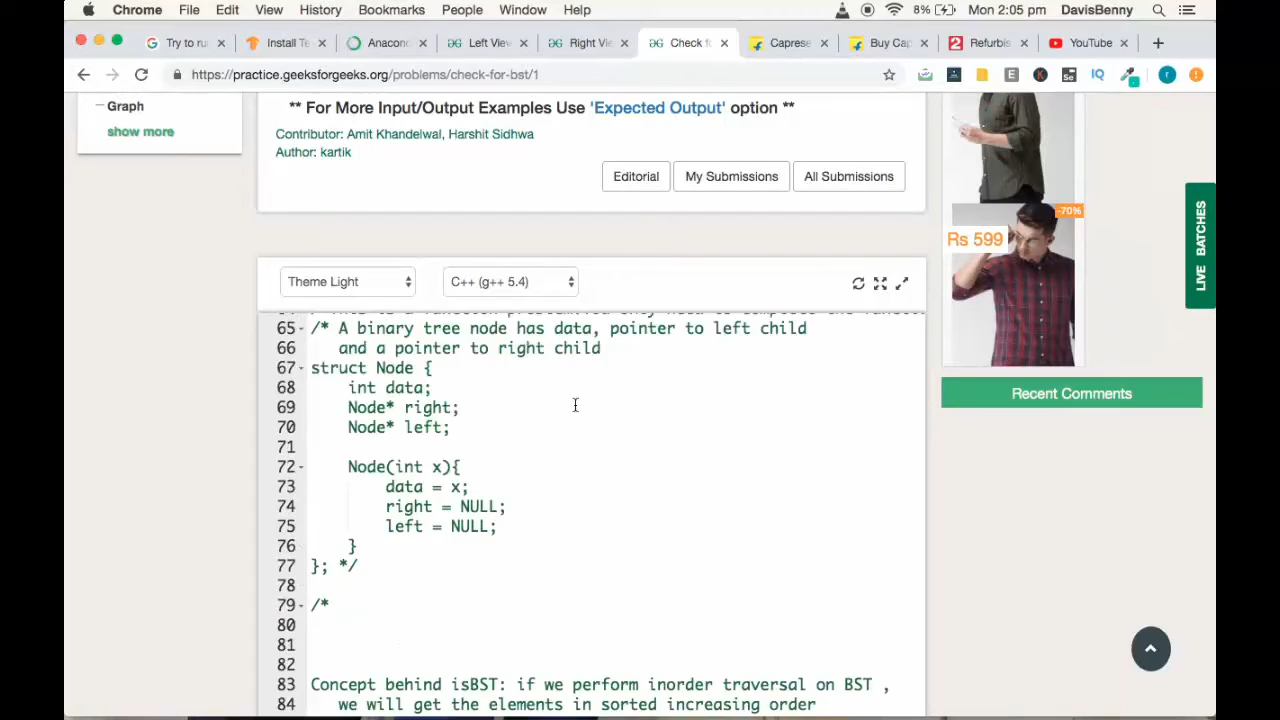 Chrome File Edit View History Bookmarks People Window Help 8% Mon 2:05 pm DavisBenny
Try to ru Install Te Anacon Left View Right Vi Check fo Caprese Buy Cap Refurbis YouTube
https://practice.geeksforgeeks.org/problems/check-for-bst/1
Graph
show more
** For More Input/Output Examples Use 'Expected Output' option **
Contributor: Amit Khandelwal, Harshit Sidhwa
Author: kartik
Editorial My Submissions All Submissions
-70%
Rs 599
LIVE BATCHES
Recent Comments
Theme Light C++ (g++ 5.4)
65 /* A binary tree node has data, pointer to left child
66 and a pointer to right child
67 struct Node {
68 int data;
69 Node* right;
70 Node* left;
71
72 Node(int x){
73 data = x;
74 right = NULL;
75 left = NULL;
76 }
77 }; */
78
79 /*
80
81
82
83 Concept behind isBST: if we perform inorder traversal on BST ,
84 we will get the elements in sorted increasing order